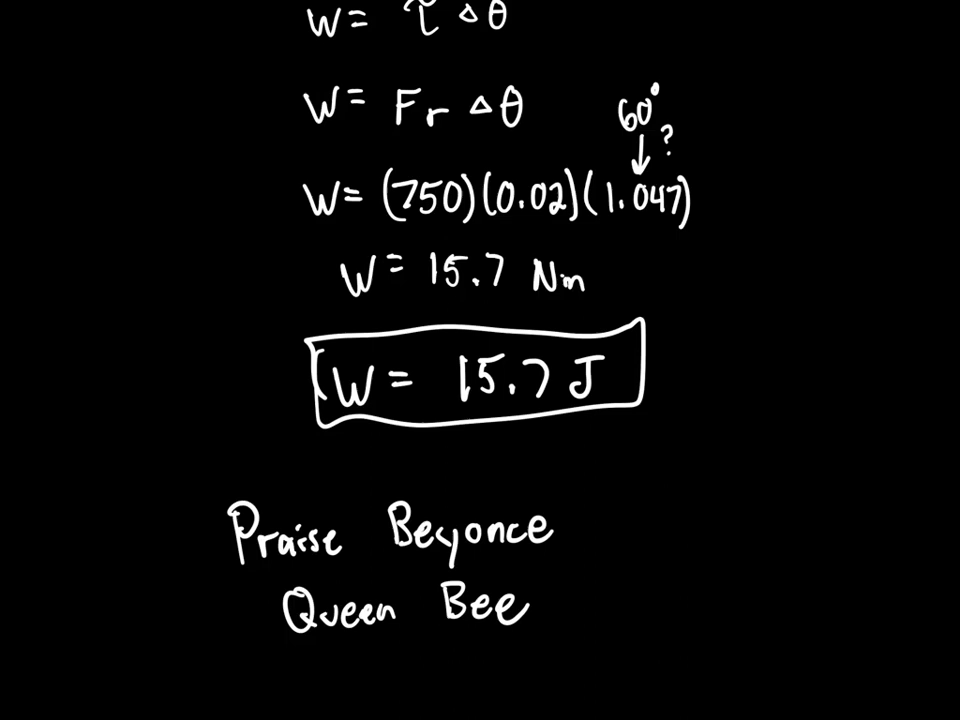 W = τ Δθ
W = Fr Δθ
60°
↓ ?
W = (750)(0.02)(1.047)
W = 15.7 Nm
W = 15.7 J
Praise Beyonce
Queen Bee